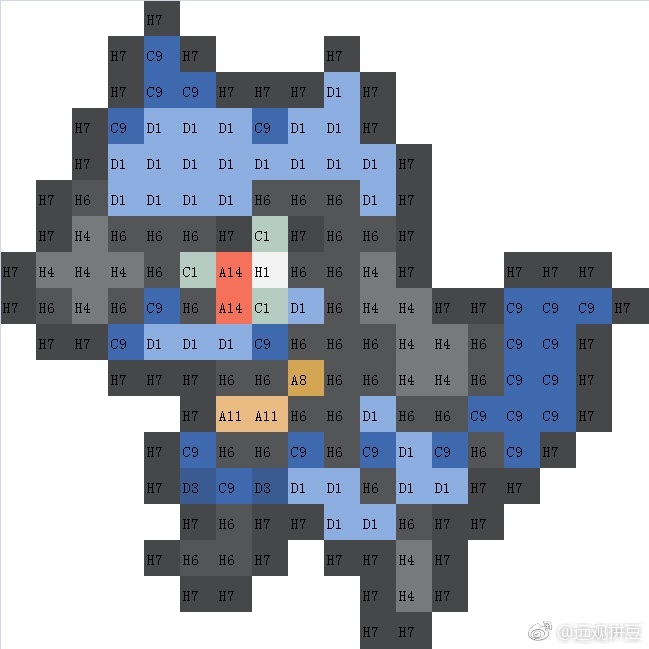 H7
H7 C9 H7 H7
H7 C9 C9 H7 H7 H7 D1 H7
H7 C9 D1 D1 D1 C9 D1 D1 H7
H7 D1 D1 D1 D1 D1 D1 D1 D1 H7
H7 H6 D1 D1 D1 D1 H6 H6 H6 D1 H7
H7 H4 H6 H6 H6 H7 C1 H7 H6 H6 H7
H7 H4 H4 H4 H6 C1 A14 H1 H6 H6 H4 H7 H7 H7 H7
H7 H6 H4 H6 C9 H6 A14 C1 D1 H6 H4 H4 H7 H7 C9 C9 C9 H7
H7 H7 C9 D1 D1 D1 C9 H6 H6 H6 H4 H4 H6 C9 C9 H7
H7 H7 H7 H6 H6 A8 H6 H6 H4 H4 H6 C9 C9 H7
H7 A11 A11 H6 H6 D1 H6 H6 C9 C9 C9 H7
H7 C9 H6 H6 C9 H6 C9 D1 C9 H6 C9 H7
H7 D3 C9 D3 D1 D1 H6 D1 D1 H7 H7
H7 H6 H7 H7 D1 D1 H6 H7 H7
H7 H6 H6 H7 H7 H7 H4 H7
H7 H7 H7 H4 H7
H7 H7
@远观拼豆